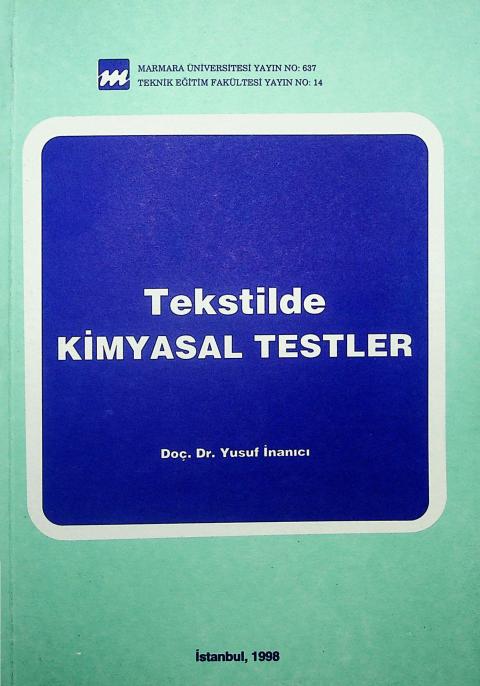 MARMARA ÜNİVERSİTESİ YAYIN NO: 637
TEKNİK EĞİTİM FAKÜLTESİ YAYIN NO: 14
Tekstilde
KİMYASAL TESTLER
Doç. Dr. Yusuf İnanıcı
İstanbul, 1998